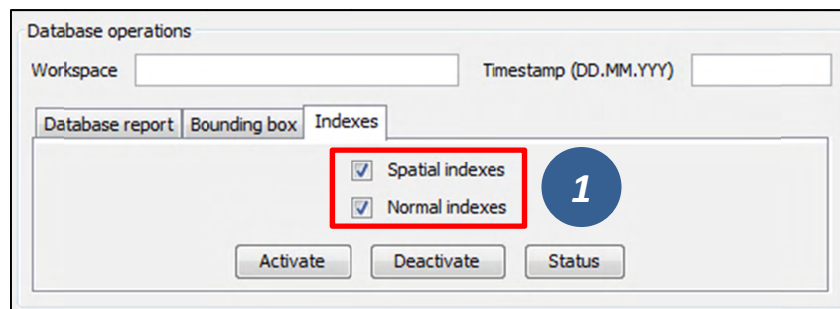 Database operations
Workspace Timestamp (DD.MM.YYY)
Database report Bounding box Indexes
Spatial indexes
Normal indexes
1
Activate Deactivate Status